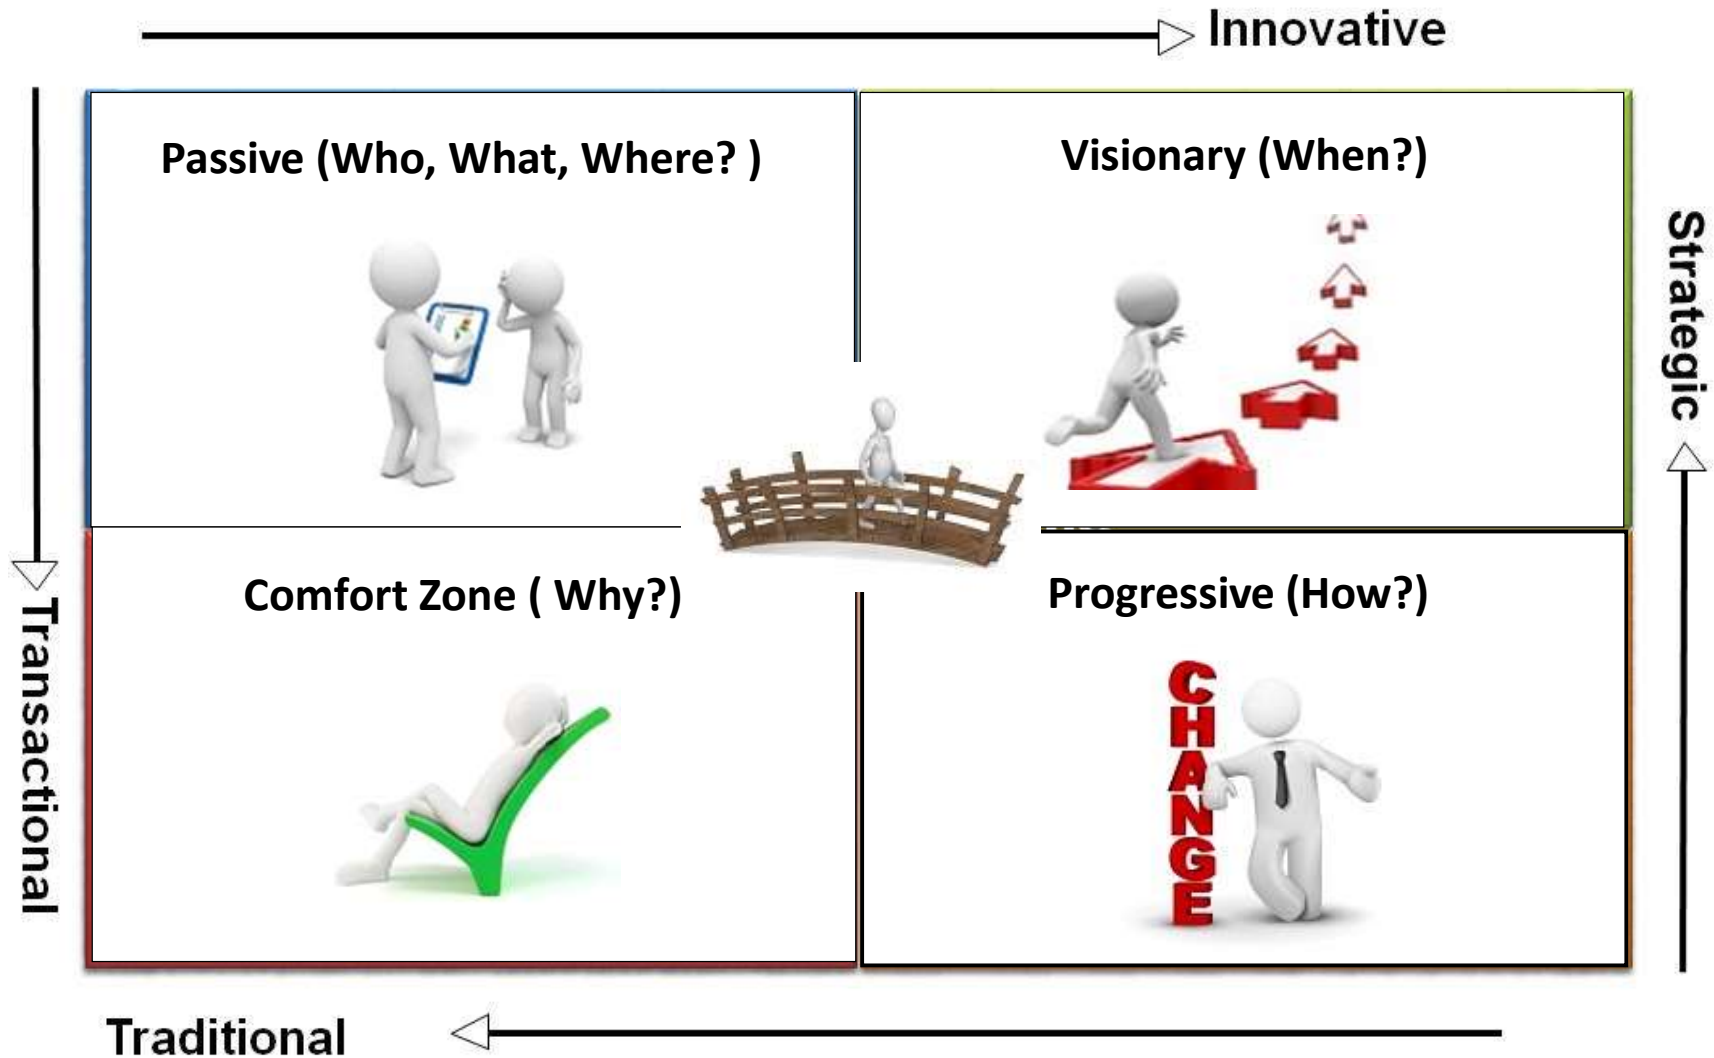 Innovative
Passive (Who, What, Where? )
Visionary (When?)
Strategic
Comfort Zone ( Why?)
Progressive (How?)
Transactional
CHANGE
Traditional